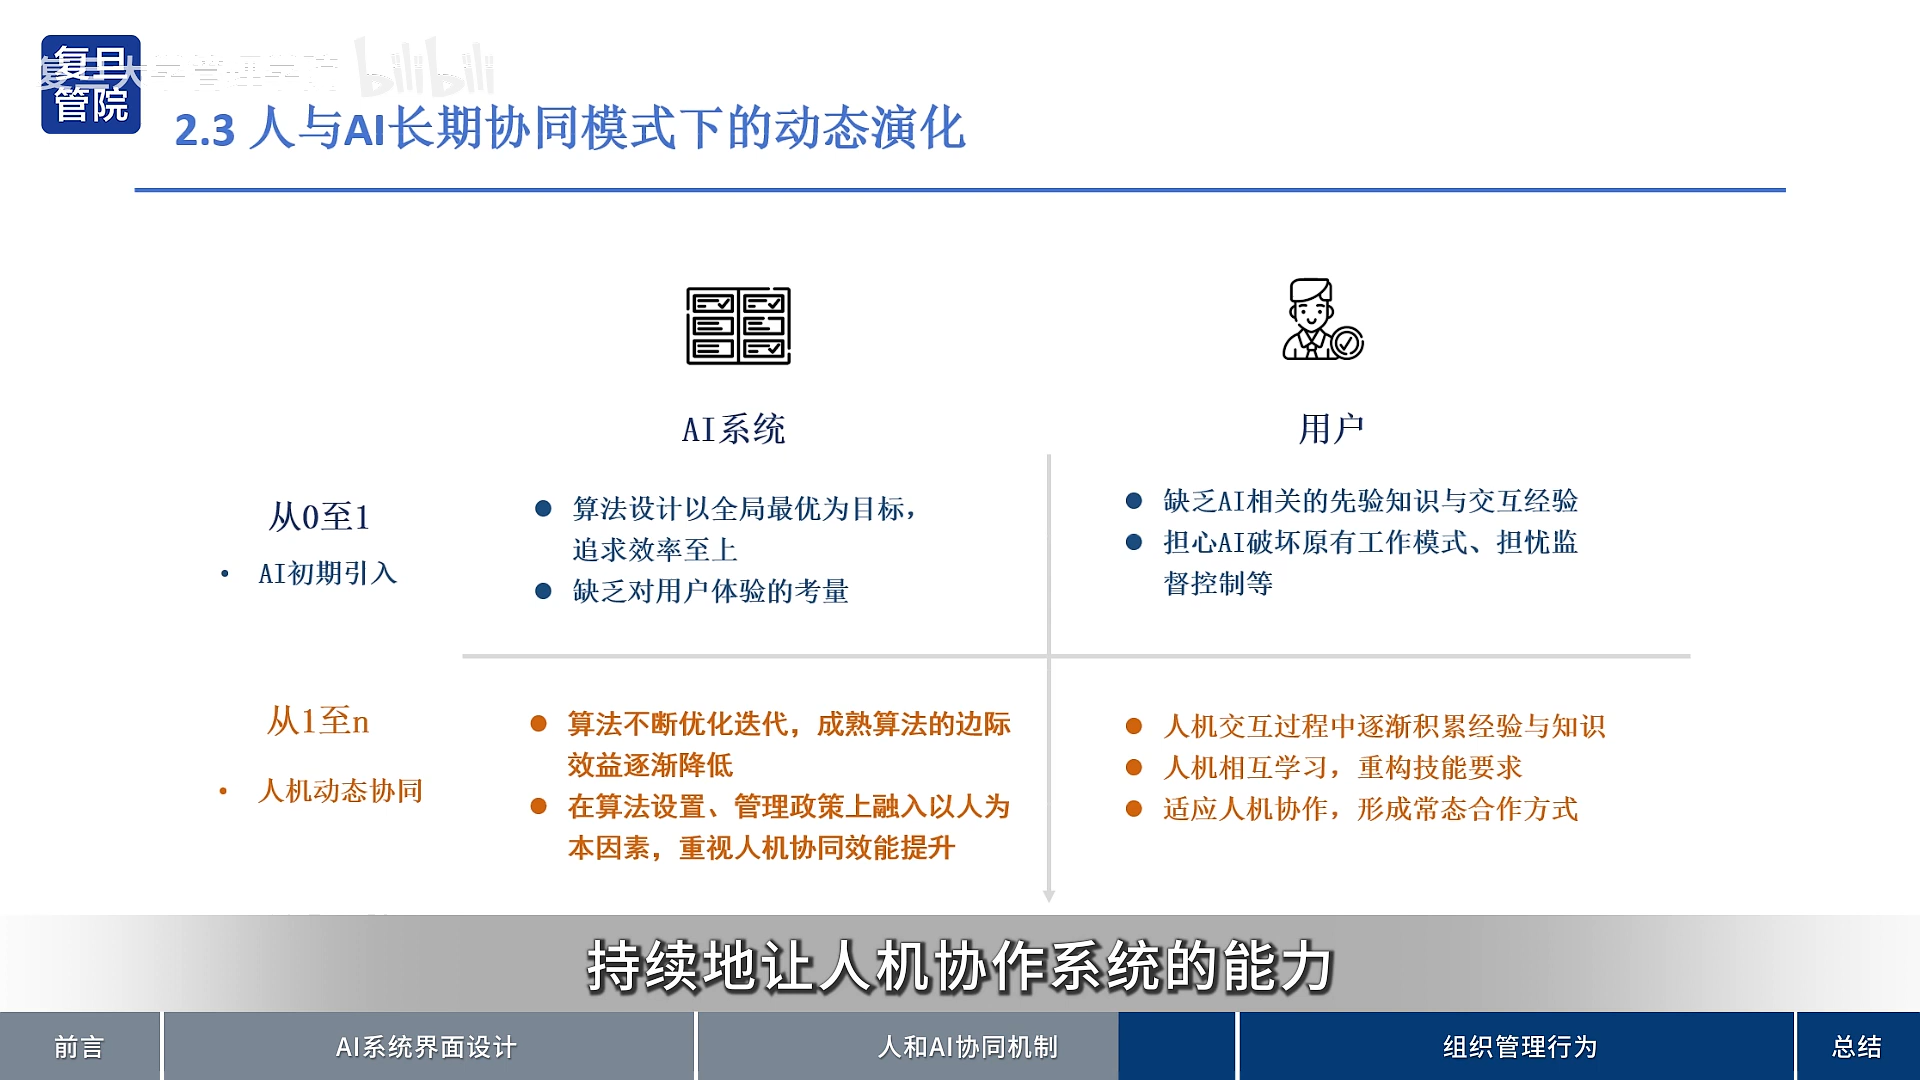 复旦
管院
复旦大学管理学院
bilibili
2.3 人与AI长期协同模式下的动态演化
AI系统
用户
从0至1
• AI初期引入
● 算法设计以全局最优为目标，
追求效率至上
● 缺乏对用户体验的考量
● 缺乏AI相关的先验知识与交互经验
● 担心AI破坏原有工作模式、担忧监
督控制等
从1至n
• 人机动态协同
● 算法不断优化迭代，成熟算法的边际
效益逐渐降低
● 在算法设置、管理政策上融入以人为
本因素，重视人机协同效能提升
● 人机交互过程中逐渐积累经验与知识
● 人机相互学习，重构技能要求
● 适应人机协作，形成常态合作方式
持续地让人机协作系统的能力
前言
AI系统界面设计
人和AI协同机制
组织管理行为
总结